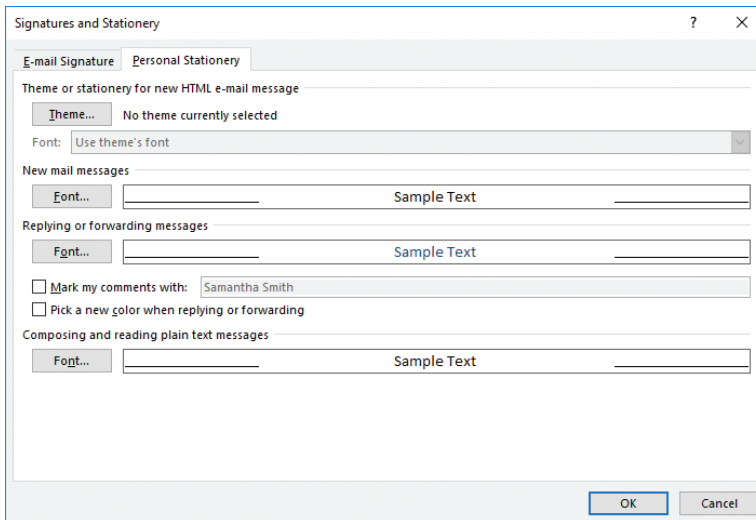 Signatures and Stationery ? X
E-mail Signature Personal Stationery
Theme or stationery for new HTML e-mail message
Theme... No theme currently selected
Font: Use theme's font
New mail messages
Font... Sample Text
Replying or forwarding messages
Font... Sample Text
Mark my comments with: Samantha Smith
Pick a new color when replying or forwarding
Composing and reading plain text messages
Font... Sample Text
OK Cancel